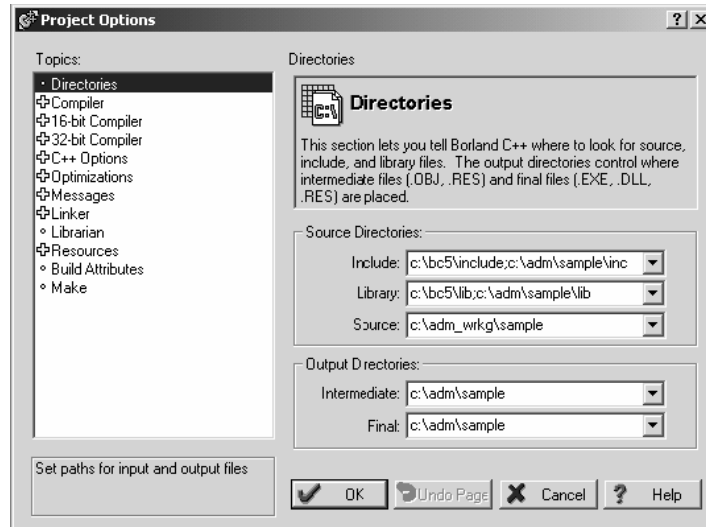 Project Options
Topics:
Directories
Compiler
16-bit Compiler
32-bit Compiler
C++ Options
Optimizations
Messages
Linker
Librarian
Resources
Build Attributes
Make
Set paths for input and output files
Directories
C:\
Directories
This section lets you tell Borland C++ where to look for source,
include, and library files. The output directories control where
intermediate files (.OBJ, .RES) and final files (.EXE, .DLL,
.RES) are placed.
Source Directories:
Include: c:\bc5\include;c:\adm\sample\inc
Library: c:\bc5\lib;c:\adm\sample\lib
Source: c:\adm_wrkg\sample
Output Directories:
Intermediate: c:\adm\sample
Final: c:\adm\sample
OK Undo Page Cancel ? Help